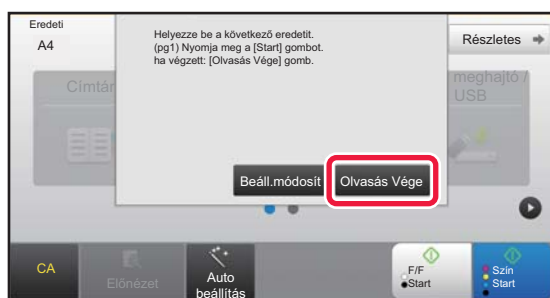 Eredeti
A4
Helyezze be a következő eredetit.
(pg1) Nyomja meg a [Start] gombot.
ha végzett: [Olvasás Vége] gomb.
Részletes
Címtár
meghajtó /
USB
Beáll.módosít
Olvasás Vége
CA
Előnézet
Auto
beállítás
F/F
Start
Szín
Start